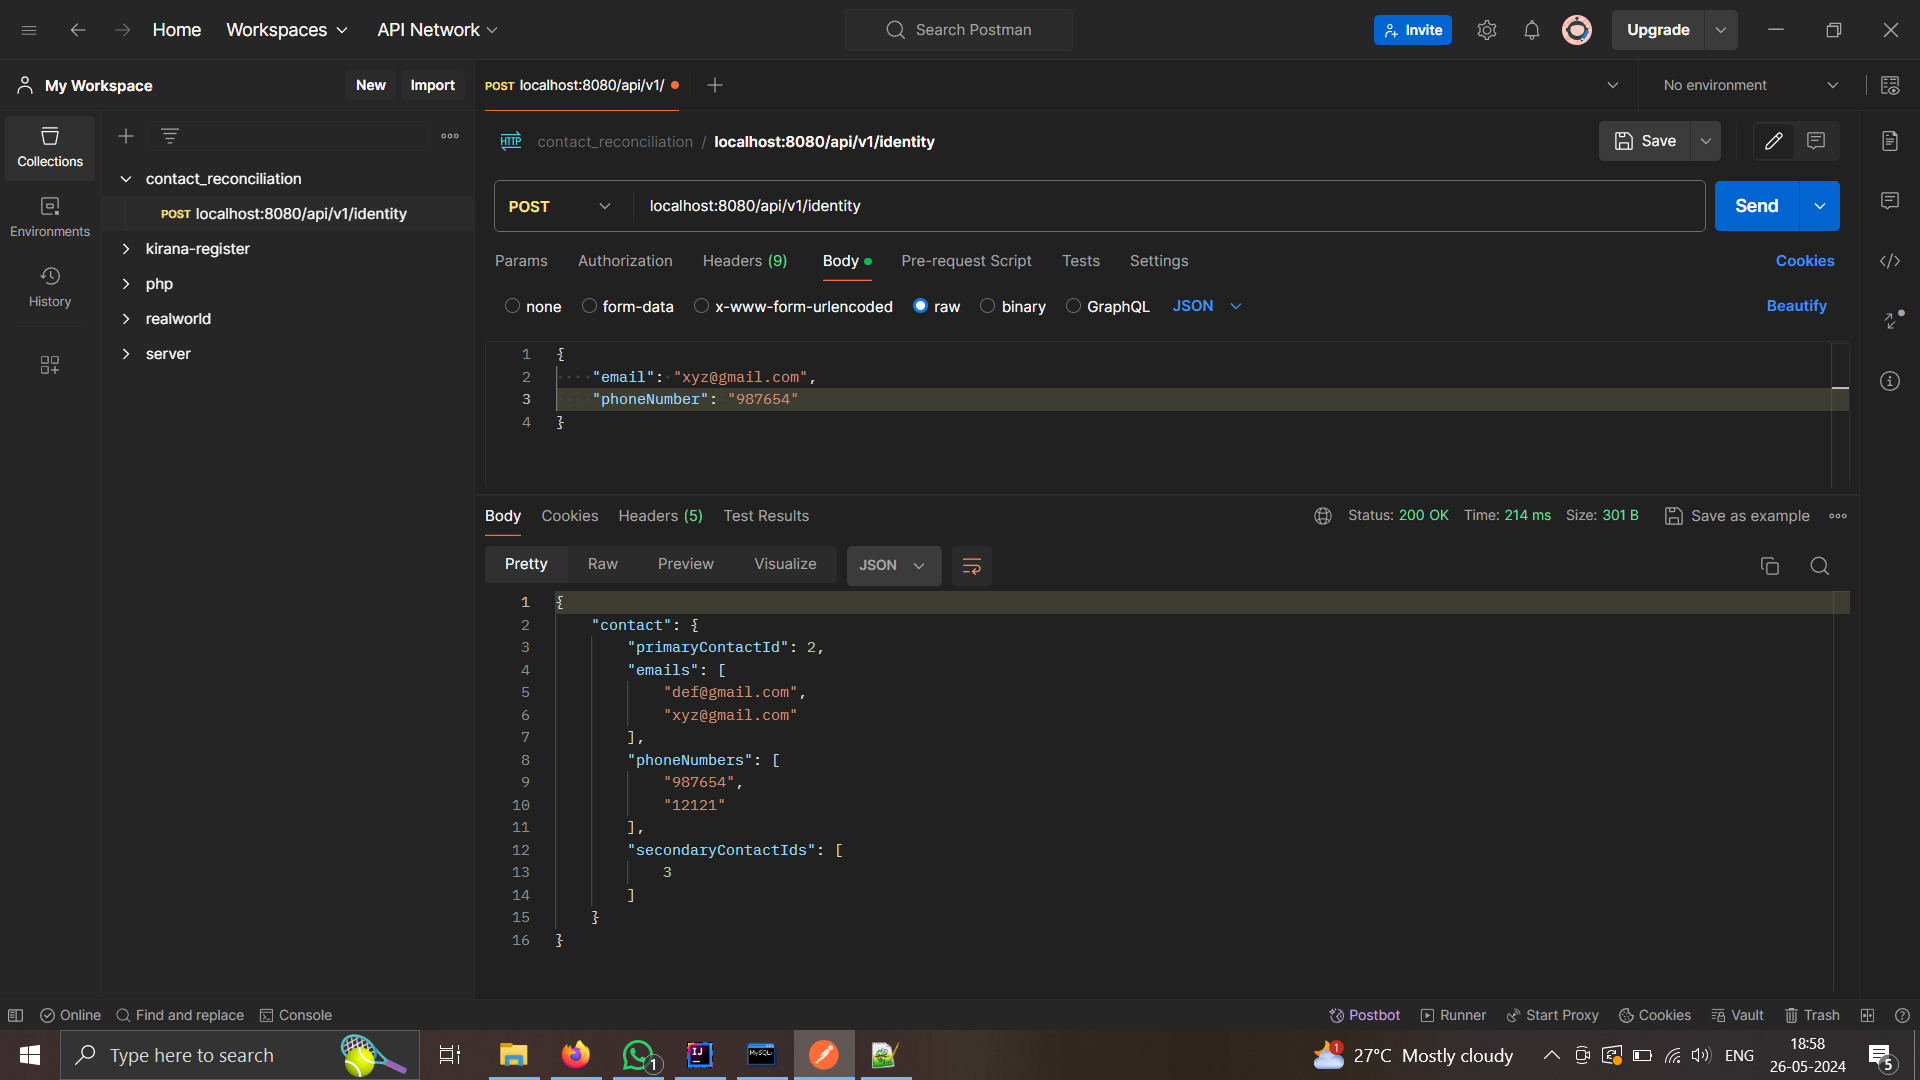 Home Workspaces API Network Search Postman Invite Upgrade
My Workspace New Import POST localhost:8080/api/v1/ No environment
Collections
Environments
History
contact_reconciliation
POST localhost:8080/api/v1/identity
kirana-register
php
realworld
server
HTTP contact_reconciliation / localhost:8080/api/v1/identity Save
POST localhost:8080/api/v1/identity Send
Params Authorization Headers (9) Body Pre-request Script Tests Settings Cookies
none form-data x-www-form-urlencoded raw binary GraphQL JSON Beautify
1 {
2 "email": "xyz@gmail.com",
3 "phoneNumber": "987654"
4 }
Body Cookies Headers (5) Test Results Status: 200 OK Time: 214 ms Size: 301 B Save as example
Pretty Raw Preview Visualize JSON
1 {
2 "contact": {
3 "primaryContactId": 2,
4 "emails": [
5 "def@gmail.com",
6 "xyz@gmail.com"
7 ],
8 "phoneNumbers": [
9 "987654",
10 "12121"
11 ],
12 "secondaryContactIds": [
13 3
14 ]
15 }
16 }
Online Find and replace Console Postbot Runner Start Proxy Cookies Vault Trash
Type here to search 1 IJ MySQL 1 27°C Mostly cloudy ENG 18:58
26-05-2024 5